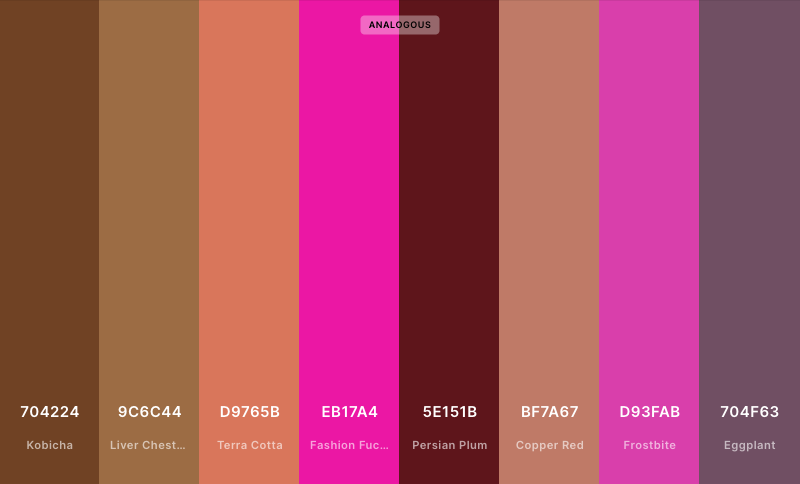 ANALOGOUS
704224
Kobicha
9C6C44
Liver Chest...
D9765B
Terra Cotta
EB17A4
Fashion Fuc...
5E151B
Persian Plum
BF7A67
Copper Red
D93FAB
Frostbite
704F63
Eggplant